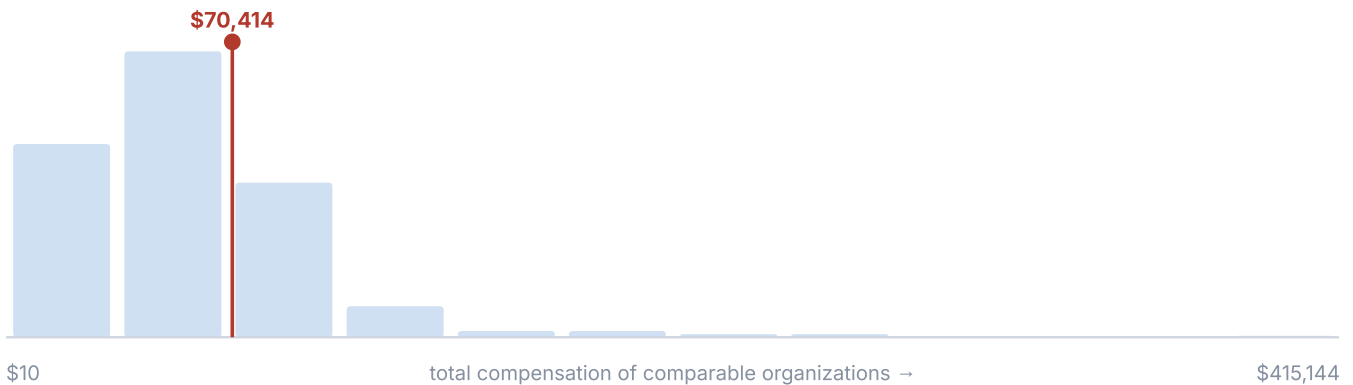 $70,414
$10 total compensation of comparable organizations → $415,144